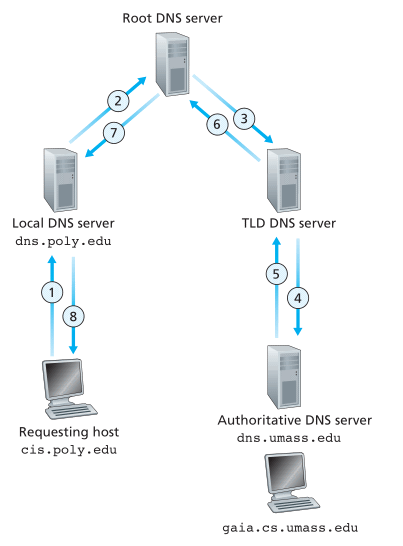 Root DNS server
2
7
3
6
Local DNS server
dns.poly.edu
TLD DNS server
1
8
5
4
Requesting host
cis.poly.edu
Authoritative DNS server
dns.umass.edu
gaia.cs.umass.edu